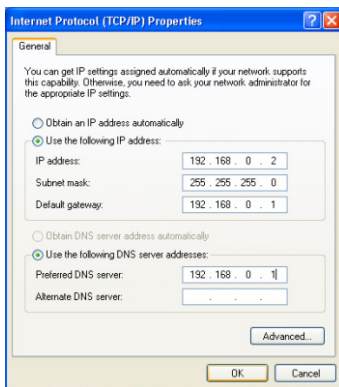 Internet Protocol (TCP/IP) Properties
General
You can get IP settings assigned automatically if your network supports
this capability. Otherwise, you need to ask your network administrator for
the appropriate IP settings.
Obtain an IP address automatically
Use the following IP address:
IP address: 192 . 168 . 0 . 2
Subnet mask: 255 . 255 . 255 . 0
Default gateway: 192 . 168 . 0 . 1
Obtain DNS server address automatically
Use the following DNS server addresses:
Preferred DNS server: 192 . 168 . 0 . 1
Alternate DNS server: . . .
Advanced...
OK Cancel